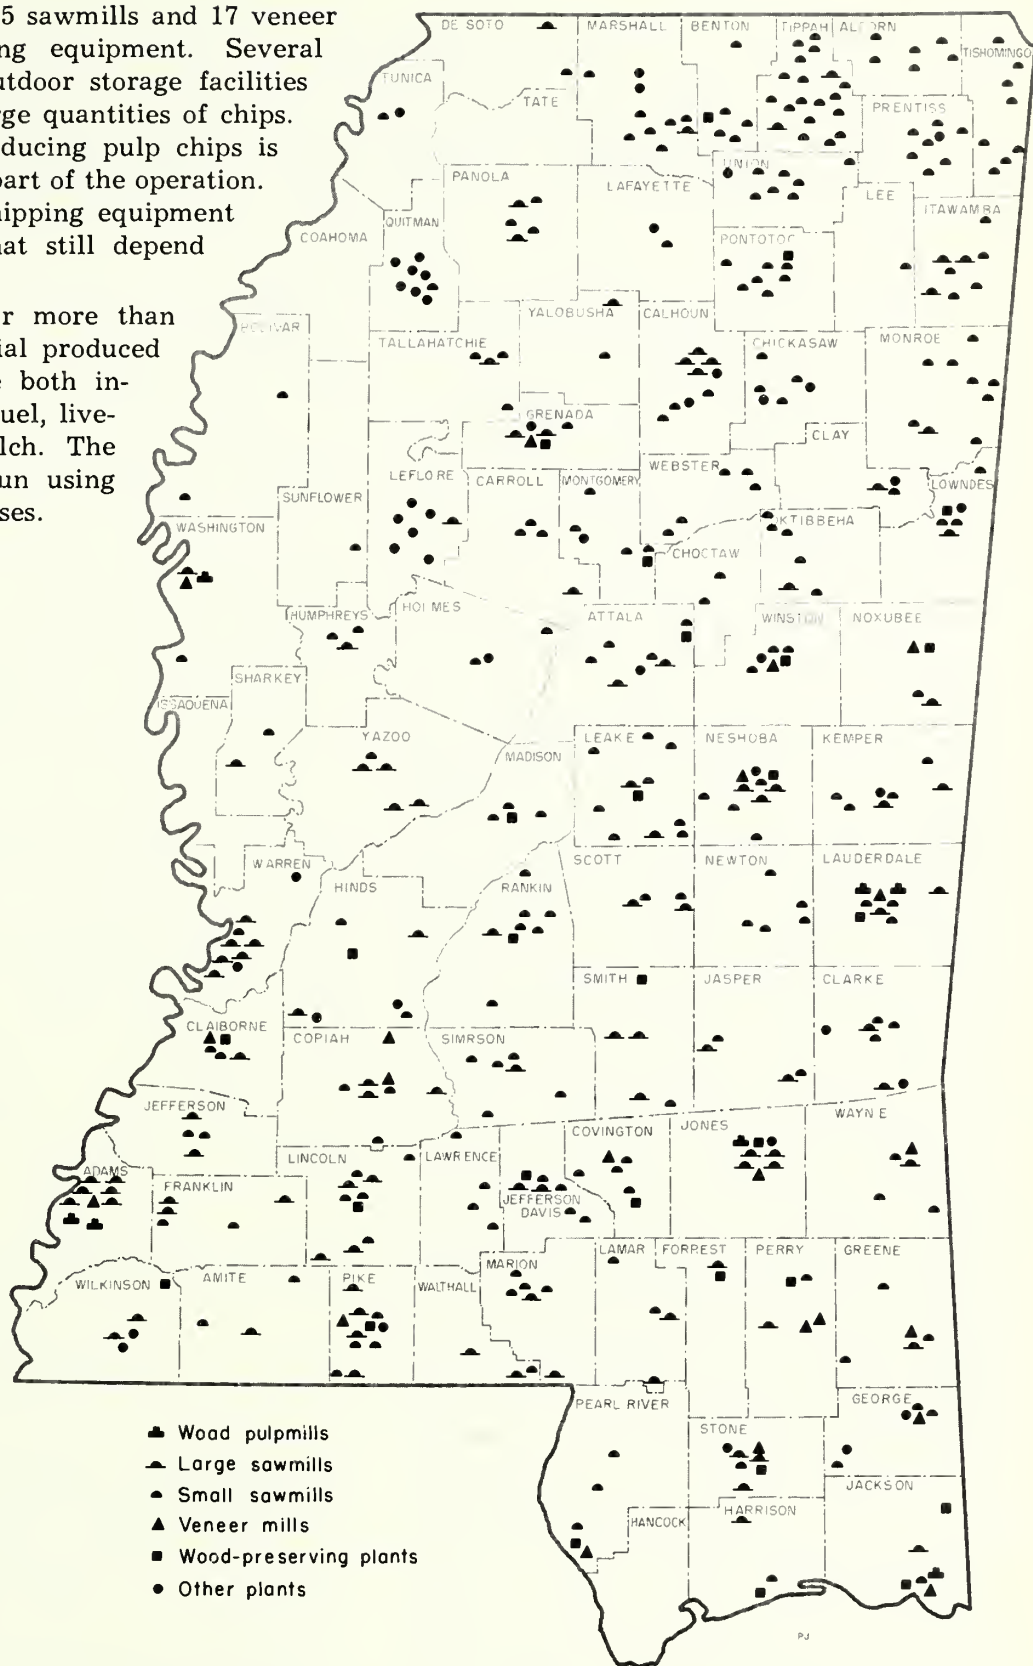 5 sawmills and 17 veneer
ng equipment. Several
utdoor storage facilities
rge quantities of chips.
ducing pulp chips is
part of the operation.
hipping equipment
nat still depend
r more than
ial produced
e both in-
uel, live-
lch. The
un using
ses.
DE SOTO
MARSHALL
BENTON
TIPPAH
TISHOMINGO
TUNICA
TATE
PRENTISS
PANOLA
LAFAYETTE
UNION
LEE
ITAWAMBA
QUITMAN
COAHOMA
PONTOTOC
YALOBUSHA
CALHOUN
TALLAHATCHIE
CHICKASAW
MONROE
GRENADA
CLAY
LEFLORE
CARROLL
MONTGOMERY
WEBSTER
LOWNDES
SUNFLOWER
WASHINGTON
OKTIBBEHA
CHOCTAW
HUMPHREYS
HOLMES
ATTALA
WINSTON
NOXUBEE
SHARKEY
ISSAQUENA
YAZOO
MADISON
LEAKE
NESHOBA
KEMPER
WARREN
HINDS
RANKIN
SCOTT
NEWTON
LAUDERDALE
SMITH
JASPER
CLARKE
CLAIBORNE
COPIAH
SIMRSON
JEFFERSON
COVINGTON
JONES
WAYNE
ADAMS
FRANKLIN
LINCOLN
LAWRENCE
JEFFERSON
DAVIS
WILKINSON
AMITE
PIKE
WALTHALL
MARION
LAMAR
FORREST
PERRY
GREENE
PEARL RIVER
GEORGE
STONE
JACKSON
HANCOCK
HARRISON
Wood pulpmills
Large sawmills
Small sawmills
Veneer mills
Wood-preserving plants
Other plants
PJ